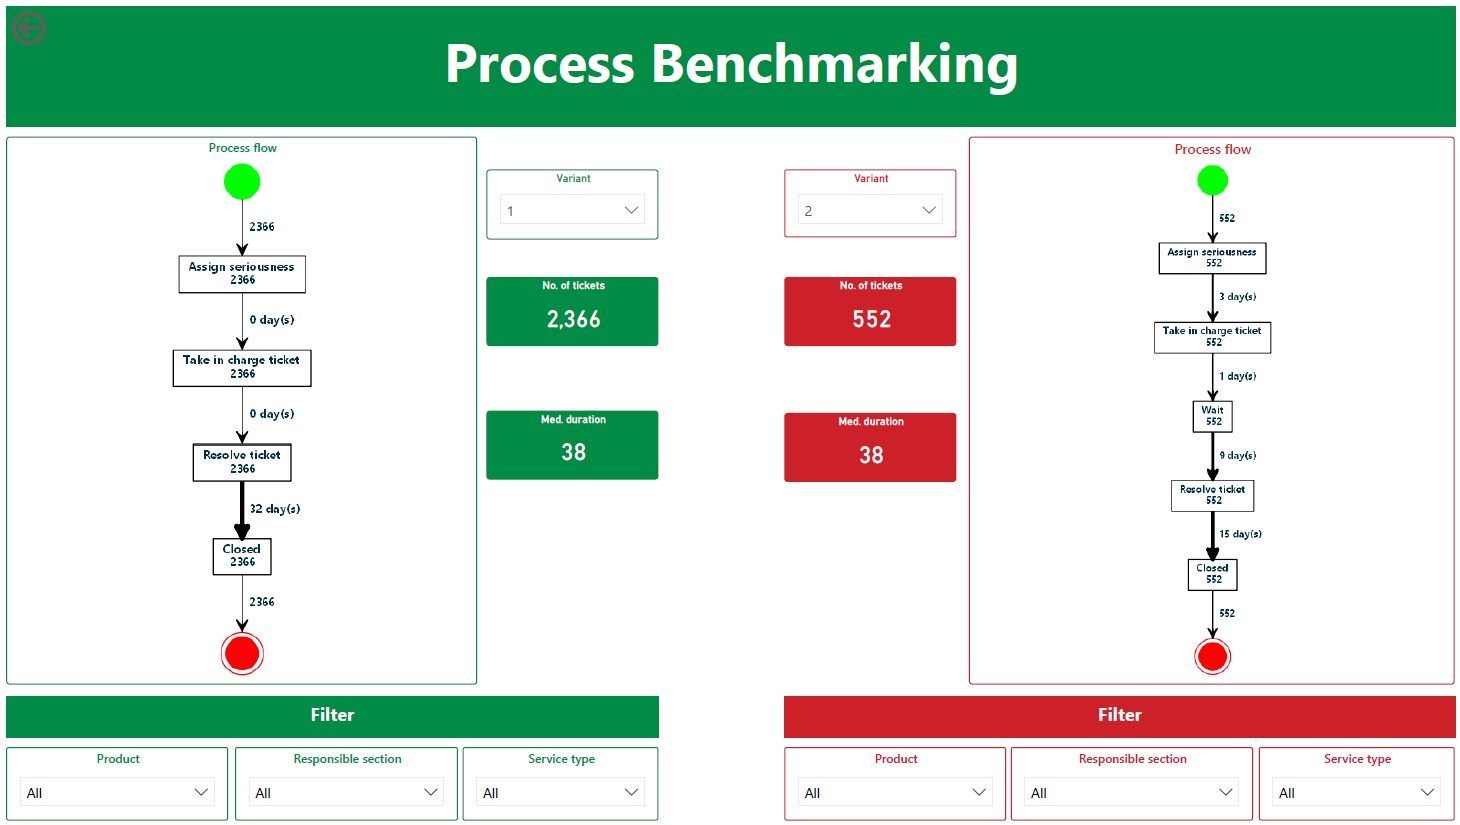 Process Benchmarking
Process flow
2366
Assign seriousness
2366
0 day(s)
Take in charge ticket
2366
0 day(s)
Resolve ticket
2366
32 day(s)
Closed
2366
2366
Variant
1
No. of tickets
2,366
Med. duration
38
Variant
2
No. of tickets
552
Med. duration
38
Process flow
552
Assign seriousness
552
3 day(s)
Take in charge ticket
552
1 day(s)
Wait
552
9 day(s)
Resolve ticket
552
15 day(s)
Closed
552
552
Filter
Product
All
Responsible section
All
Service type
All
Filter
Product
All
Responsible section
All
Service type
All